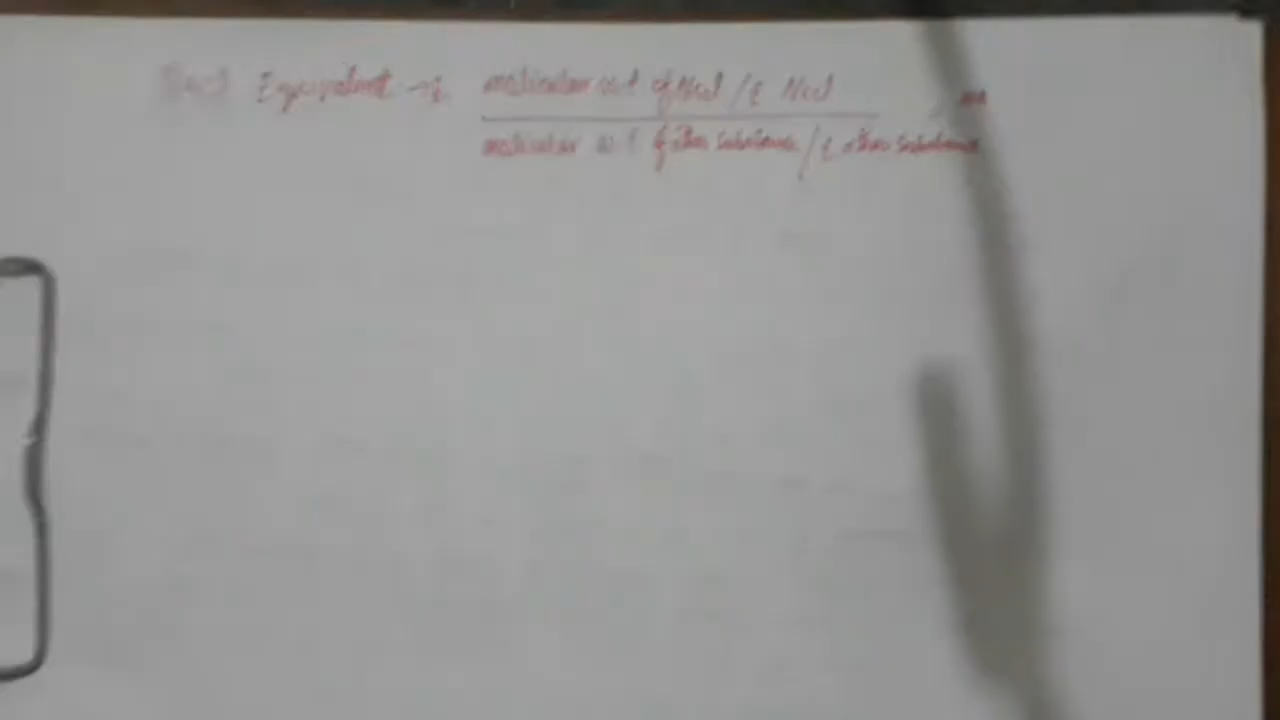 Equivalent → molecular wt of Nacl / i Nacl
molecular wt of other substance / i other substance